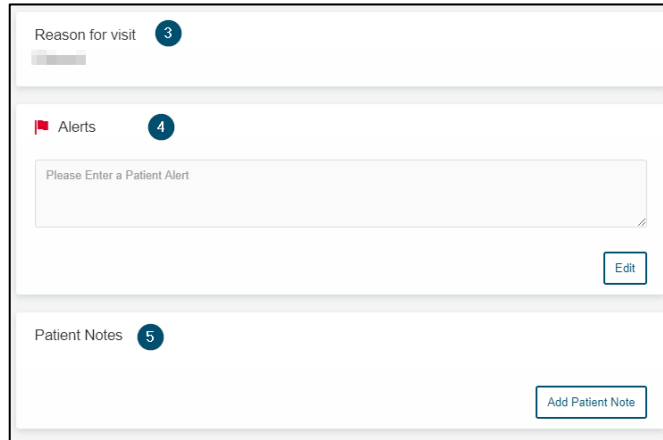 Reason for visit 3
Alerts 4
Please Enter a Patient Alert
Edit
Patient Notes 5
Add Patient Note